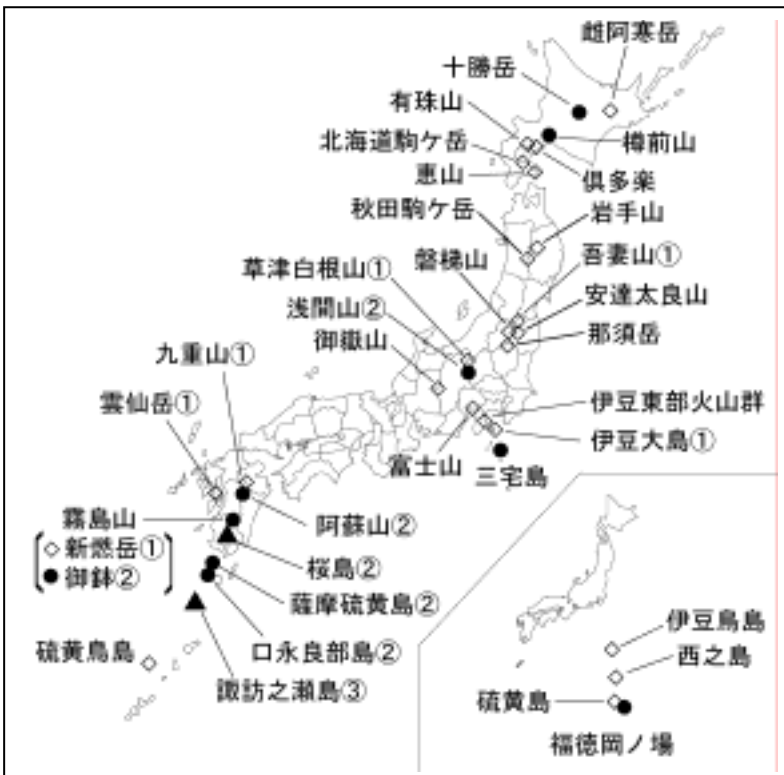 雌阿寒岳
十勝岳
有珠山
北海道駒ケ岳
樽前山
恵山
倶多楽
秋田駒ケ岳
岩手山
磐梯山
吾妻山①
草津白根山①
安達太良山
浅間山②
那須岳
御嶽山
九重山①
雲仙岳①
伊豆東部火山群
伊豆大島①
富士山
三宅島
霧島山
阿蘇山②
新燃岳①
御鉢②
桜島②
薩摩硫黄島②
硫黄鳥島
口永良部島②
諏訪之瀬島③
伊豆鳥島
西之島
硫黄島
福徳岡ノ場